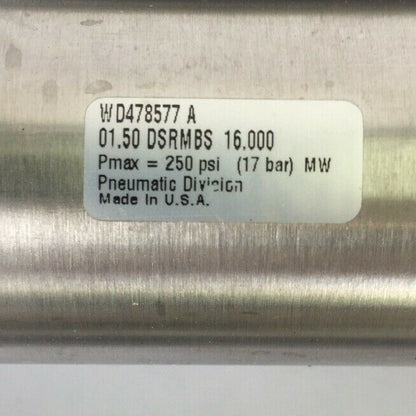 WD478577 A
01.50 DSRMBS 16.000
Pmax = 250 psi (17 bar) MW
Pneumatic Division
Made In U.S.A.